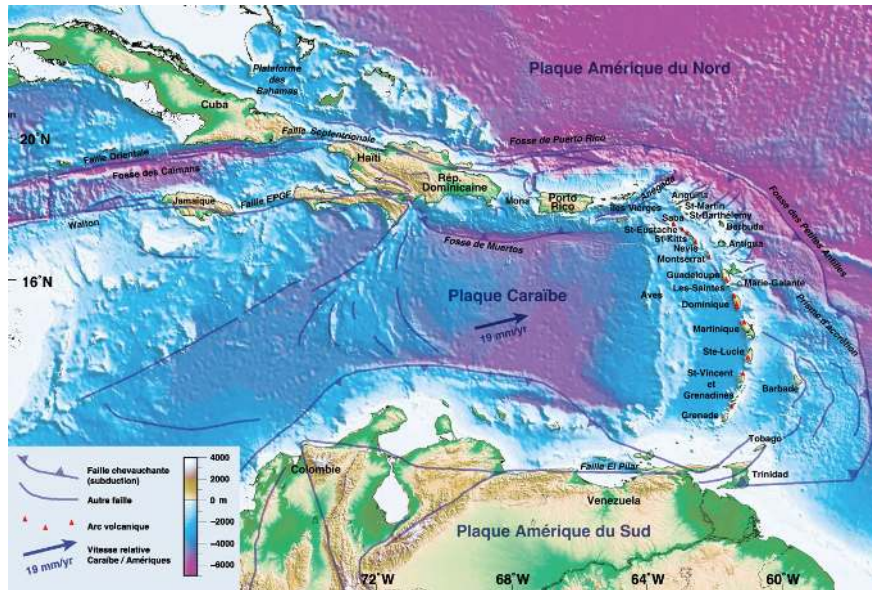 Plaque Amérique du Nord
Plateforme
des
Bahamas
Cuba
20°N
Faille Septentrionale
Fosse de Puerto Rico
Faille Orientale
Haïti
Fosse des Caïmans
Rép.
Dominicaine
Anegada
Anguilla
Fosse des Petites Antilles
Jamaïque
Faille EPGF
Mona
Porto
Rico
St-Martin
Iles Vierges
St-Barthélemy
Saba
Walton
Barbuda
St-Eustache
St-Kitts
Fosse de Muertos
Antigua
Nevis
Montserrat
16°N
Guadeloupe
Marie-Galante
Les-Saintes
Plaque Caraïbe
Aves
Dominique
Prisme d'accrétion
19 mm/yr
Martinique
Ste-Lucie
St-Vincent
et
Grenadines
Barbade
Grenade
Tobago
Colombie
Faille El Pilar
Trinidad
Venezuela
Plaque Amérique du Sud
Faille chevauchante
(subduction)
Autre faille
Arc volcanique
Vitesse relative
Caraïbe / Amériques
19 mm/yr
4000
2000
0 m
−2000
−4000
−6000
72°W
68°W
64°W
60°W